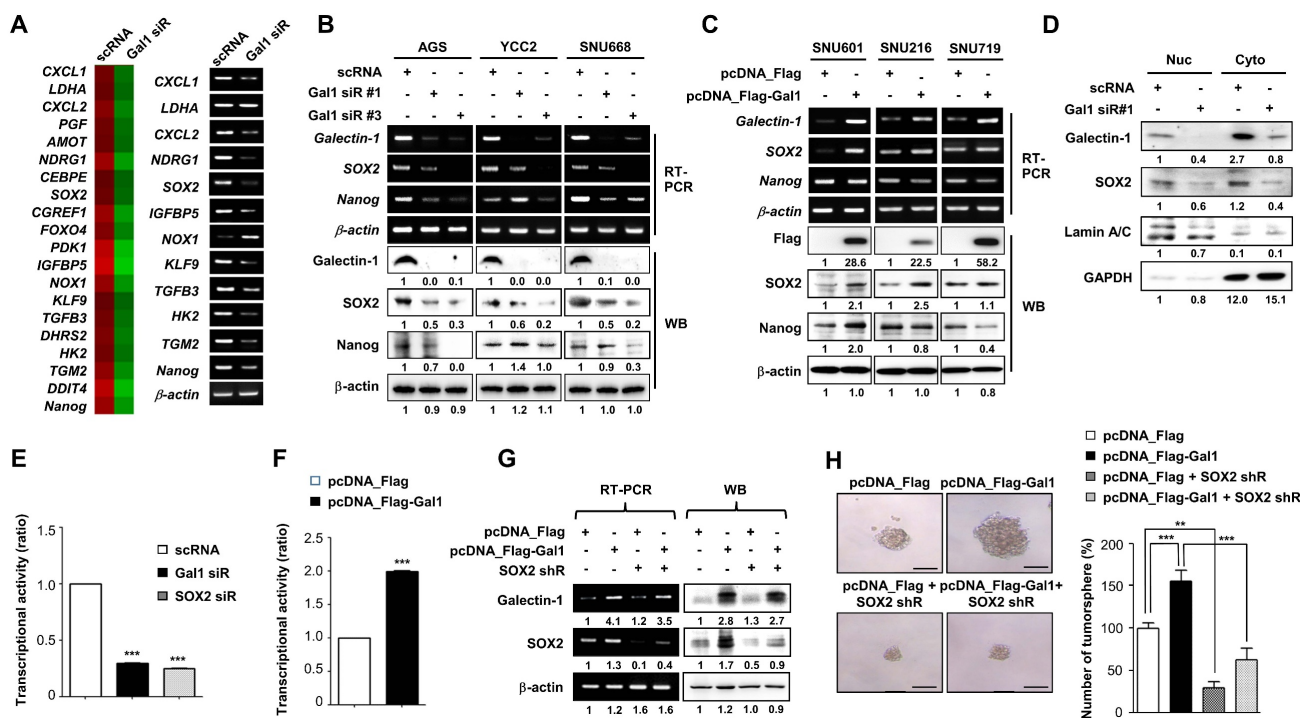 A
scRNA
Gal1 siR
CXCL1
LDHA
CXCL2
PGF
AMOT
NDRG1
CEBPE
SOX2
CGREF1
FOXO4
PDK1
IGFBP5
NOX1
KLF9
TGFB3
DHRS2
HK2
TGM2
DDIT4
Nanog
scRNA
Gal1 siR
CXCL1
LDHA
CXCL2
NDRG1
SOX2
IGFBP5
NOX1
KLF9
TGFB3
HK2
TGM2
Nanog
β-actin
B
AGS YCC2 SNU668
scRNA + - - + - - + - -
Gal1 siR #1 - + - - + - - + -
Gal1 siR #3 - - + - - + - - +
Galectin-1
SOX2
Nanog
β-actin
RT-
PCR
Galectin-1
1 0.0 0.1 1 0.0 0.0 1 0.1 0.0
SOX2
1 0.5 0.3 1 0.6 0.2 1 0.5 0.2
Nanog
1 0.7 0.0 1 1.4 1.0 1 0.9 0.3
β-actin
1 0.9 0.9 1 1.2 1.1 1 1.0 1.0
WB
C
SNU601 SNU216 SNU719
pcDNA_Flag + - + - + -
pcDNA_Flag-Gal1 - + - + - +
Galectin-1
SOX2
Nanog
β-actin
RT-
PCR
Flag
1 28.6 1 22.5 1 58.2
SOX2
1 2.1 1 2.5 1 1.1
Nanog
1 2.0 1 0.8 1 0.4
β-actin
1 1.0 1 1.0 1 0.8
WB
D
Nuc Cyto
scRNA + - + -
Gal1 siR#1 - + - +
Galectin-1
1 0.4 2.7 0.8
SOX2
1 0.6 1.2 0.4
Lamin A/C
1 0.7 0.1 0.1
GAPDH
1 0.8 12.0 15.1
E
Transcriptional activity (ratio)
1.5
1.0
0.5
0
scRNA
Gal1 siR
SOX2 siR
***
***
F
pcDNA_Flag
pcDNA_Flag-Gal1
Transcriptional activity (ratio)
2.5
2.0
1.5
1.0
0.5
0
***
G
RT-PCR WB
pcDNA_Flag + - + - + - + -
pcDNA_Flag-Gal1 - + - + - + - +
SOX2 shR - - + + - - + +
Galectin-1
1 4.1 1.2 3.5 1 2.8 1.3 2.7
SOX2
1 1.3 0.1 0.4 1 1.7 0.5 0.9
β-actin
1 1.2 1.6 1.6 1 1.2 1.0 0.9
H
pcDNA_Flag pcDNA_Flag-Gal1
pcDNA_Flag + SOX2 shR
pcDNA_Flag-Gal1+ SOX2 shR
pcDNA_Flag
pcDNA_Flag-Gal1
pcDNA_Flag + SOX2 shR
pcDNA_Flag-Gal1 + SOX2 shR
Number of tumorsphere (%)
200
150
100
50
0
**
***
***